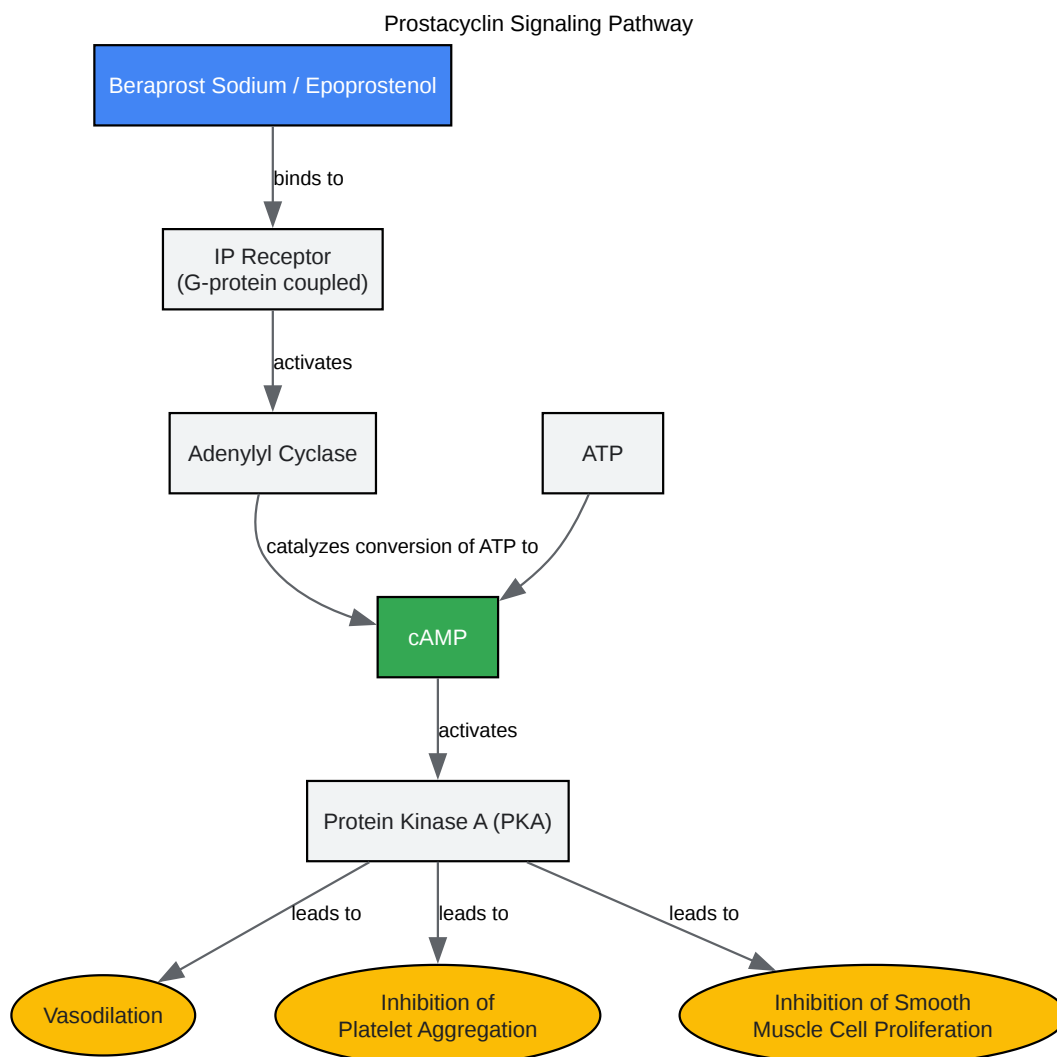 Prostacyclin Signaling Pathway
Beraprost Sodium / Epoprostenol
binds to
IP Receptor
(G-protein coupled)
activates
Adenylyl Cyclase
ATP
catalyzes conversion of ATP to
cAMP
activates
Protein Kinase A (PKA)
leads to
leads to
leads to
Vasodilation
Inhibition of
Platelet Aggregation
Inhibition of Smooth
Muscle Cell Proliferation